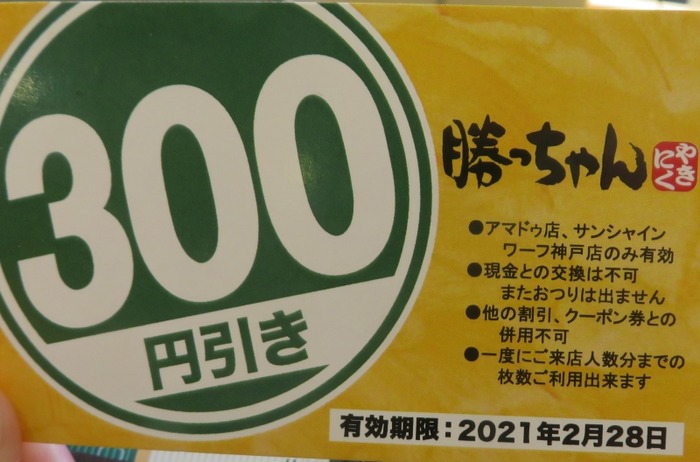 300
円引き
勝っちゃん
やきにく
●アマドゥ店、サンシャイン
ワーフ神戸店のみ有効
●現金との交換は不可
またおつりは出ません
●他の割引、クーポン券との
併用不可
●一度にご来店人数分までの
枚数ご利用出来ます
有効期限:2021年2月28日